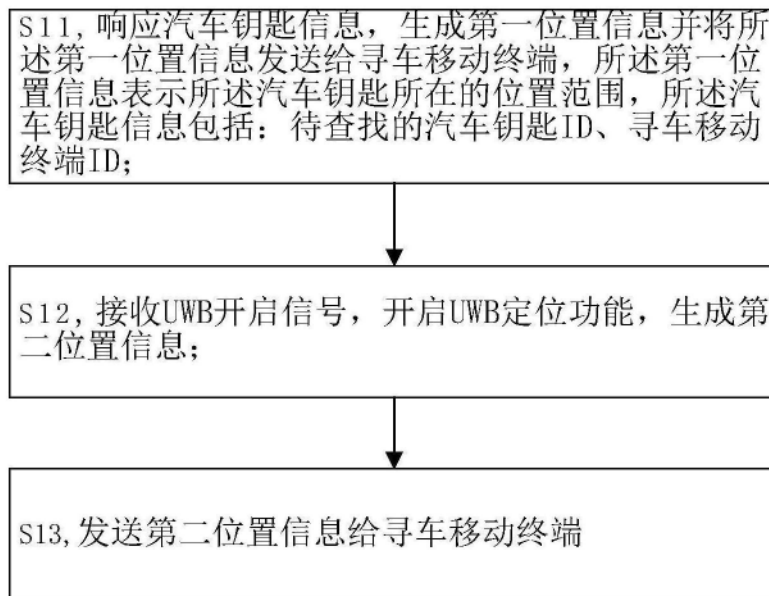 S11,响应汽车钥匙信息，生成第一位置信息并将所
述第一位置信息发送给寻车移动终端，所述第一位
置信息表示所述汽车钥匙所在的位置范围，所述汽
车钥匙信息包括：待查找的汽车钥匙ID、寻车移动
终端ID；
S12,接收UWB开启信号，开启UWB定位功能，生成第
二位置信息；
S13,发送第二位置信息给寻车移动终端